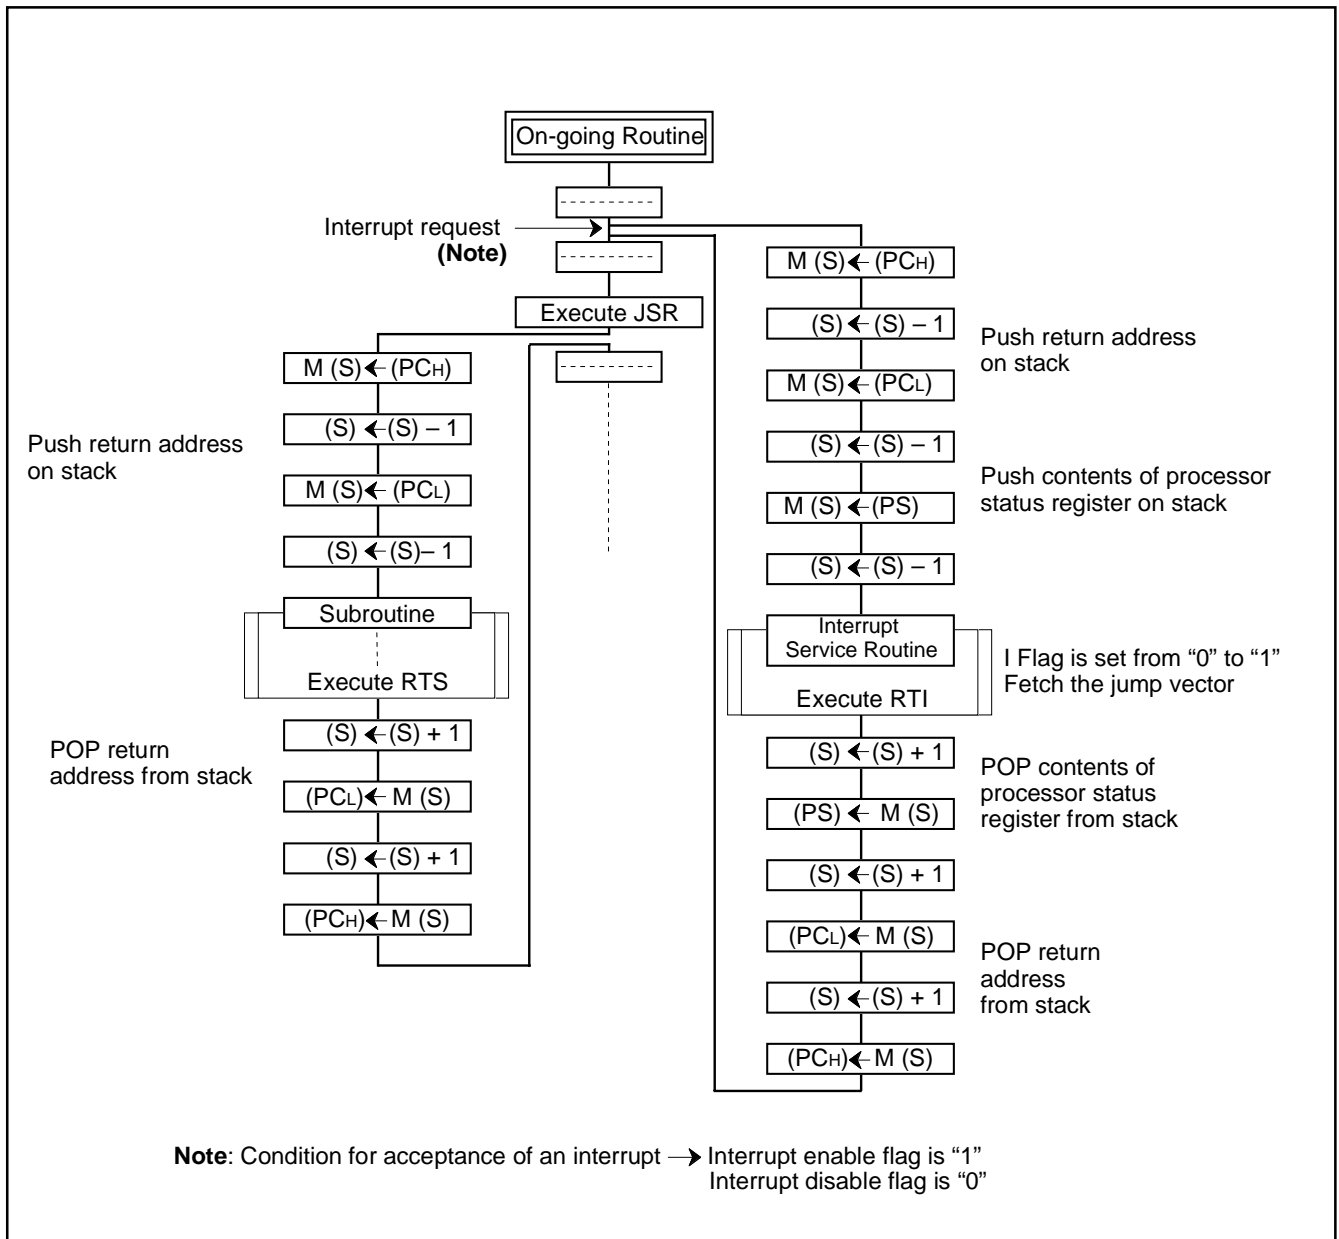 On-going Routine
Interrupt request
(Note)
Execute JSR
M (S) ← (PCH)
(S) ← (S) – 1
M (S) ← (PCL)
(S) ← (S)– 1
Push return address
on stack
Subroutine
Execute RTS
(S) ← (S) + 1
(PCL) ← M (S)
(S) ← (S) + 1
(PCH) ← M (S)
POP return
address from stack
M (S) ← (PCH)
(S) ← (S) – 1
M (S) ← (PCL)
(S) ← (S) – 1
M (S) ← (PS)
(S) ← (S) – 1
Push return address
on stack
Push contents of processor
status register on stack
Interrupt
Service Routine
Execute RTI
I Flag is set from “0” to “1”
Fetch the jump vector
(S) ← (S) + 1
(PS) ← M (S)
(S) ← (S) + 1
(PCL) ← M (S)
(S) ← (S) + 1
(PCH) ← M (S)
POP contents of
processor status
register from stack
POP return
address
from stack
Note: Condition for acceptance of an interrupt → Interrupt enable flag is “1”
Interrupt disable flag is “0”